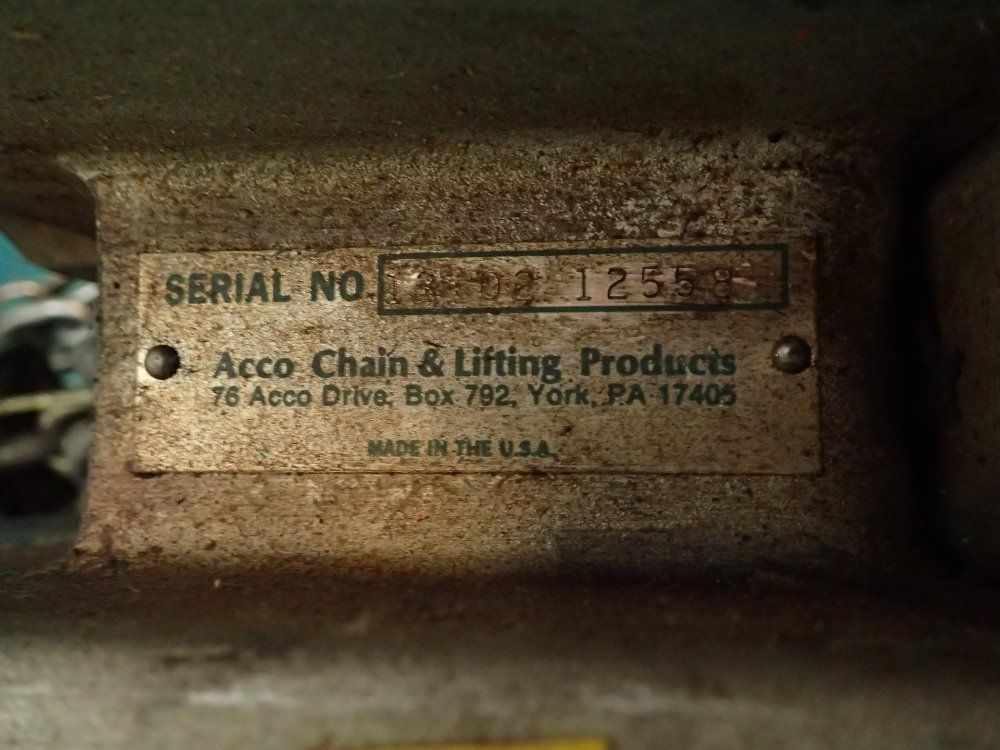 SERIAL NO. 13 02 12558
Acco Chain & Lifting Products
76 Acco Drive, Box 792, York, PA 17405
MADE IN THE U.S.A.